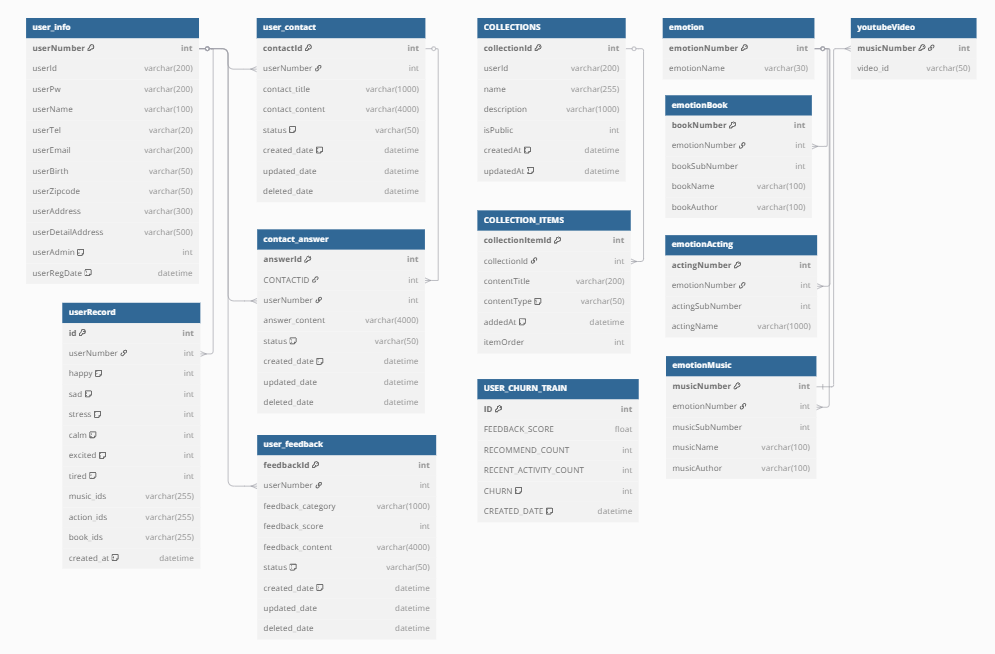 user_info
userNumber int
userId varchar(200)
userPw varchar(200)
userName varchar(100)
userTel varchar(20)
userEmail varchar(200)
userBirth varchar(50)
userZipcode varchar(50)
userAddress varchar(300)
userDetailAddress varchar(500)
userAdmin int
userRegDate datetime
userRecord
id int
userNumber int
happy int
sad int
stress int
calm int
excited int
tired int
music_ids varchar(255)
action_ids varchar(255)
book_ids varchar(255)
created_at datetime
user_contact
contactId int
userNumber int
contact_title varchar(1000)
contact_content varchar(4000)
status varchar(50)
created_date datetime
updated_date datetime
deleted_date datetime
contact_answer
answerId int
CONTACTID int
userNumber int
answer_content varchar(4000)
status varchar(50)
created_date datetime
updated_date datetime
deleted_date datetime
user_feedback
feedbackId int
userNumber int
feedback_category varchar(1000)
feedback_score int
feedback_content varchar(4000)
status varchar(50)
created_date datetime
updated_date datetime
deleted_date datetime
COLLECTIONS
collectionId int
userId varchar(200)
name varchar(255)
description varchar(1000)
isPublic int
createdAt datetime
updatedAt datetime
COLLECTION_ITEMS
collectionItemId int
collectionId int
contentTitle varchar(200)
contentType varchar(50)
addedAt datetime
itemOrder int
USER_CHURN_TRAIN
ID int
FEEDBACK_SCORE float
RECOMMEND_COUNT int
RECENT_ACTIVITY_COUNT int
CHURN int
CREATED_DATE datetime
emotion
emotionNumber int
emotionName varchar(30)
emotionBook
bookNumber int
emotionNumber int
bookSubNumber int
bookName varchar(100)
bookAuthor varchar(100)
emotionActing
actingNumber int
emotionNumber int
actingSubNumber int
actingName varchar(1000)
emotionMusic
musicNumber int
emotionNumber int
musicSubNumber int
musicName varchar(100)
musicAuthor varchar(100)
youtubeVideo
musicNumber int
video_id varchar(50)